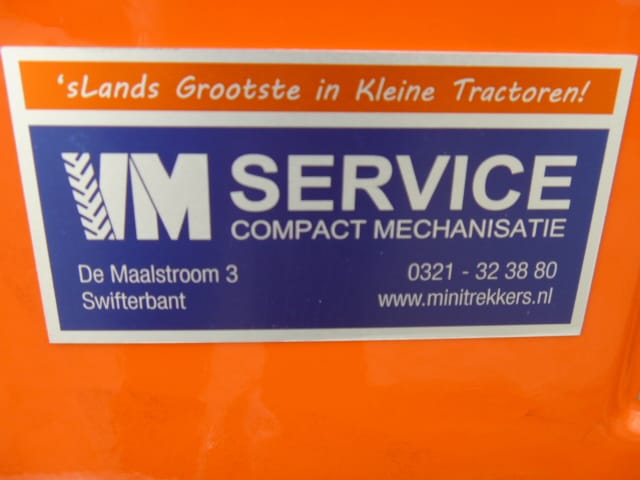 'sLands Grootste in Kleine Tractoren!
VM SERVICE
COMPACT MECHANISATIE
De Maalstroom 3
0321 - 32 38 80
Swifterbant
www.minitrekkers.nl